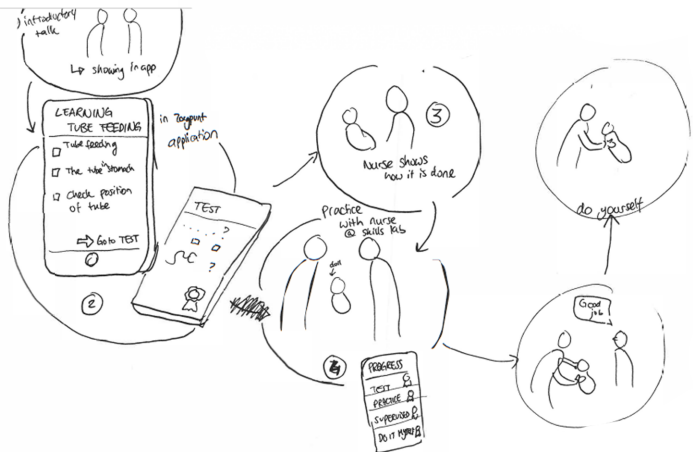 ) introductory
talk
↳ showing in app
LEARNING
TUBE FEEDING
Tube feeding
The tube in stomach
Check position
of tube
⇒ Go to TEST
in
application
2
TEST
. . . . . ?
?
3
Nurse shows
how it is done
Practice
with nurse
@ skills lab
doll
4
PROGRESS
TEST
PRACTICE
SUPERVISED
DO IT MYSELF
Good
job
do yourself